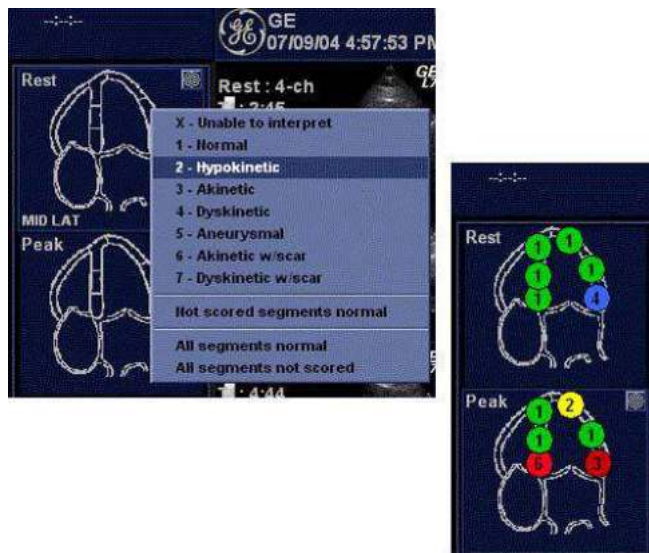 --:--:--
GE
07/09/04 4:57:53 PM
Rest
Rest : 4-ch
X - Unable to interpret
1 - Normal
2 - Hypokinetic
3 - Akinetic
4 - Dyskinetic
5 - Aneurysmal
6 - Akinetic w/scar
7 - Dyskinetic w/scar
Not scored segments normal
All segments normal
All segments not scored
MID LAT
Peak
: 4:44
--:--:--
Rest
1 1
1 1
1 4
Peak
1 2
1 1
6 3